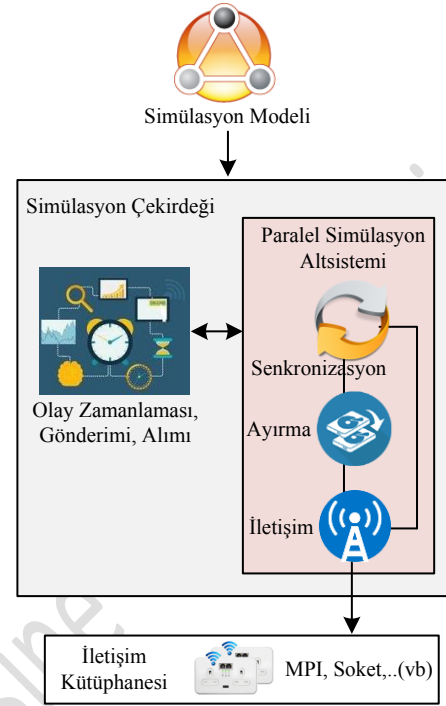 Simülasyon Modeli
Simülasyon Çekirdeği
Paralel Simülasyon
Altsistemi
Senkronizasyon
Olay Zamanlaması,
Gönderimi, Alımı
Ayırma
İletişim
İletişim
Kütüphanesi
MPI, Soket,..(vb)